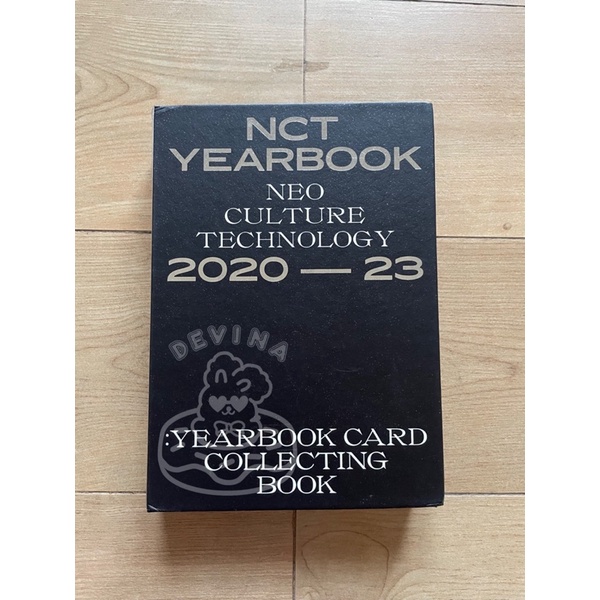 NCT
YEARBOOK
NEO
CULTURE
TECHNOLOGY
2020 — 23
DEVINA
:YEARBOOK CARD
COLLECTING
BOOK